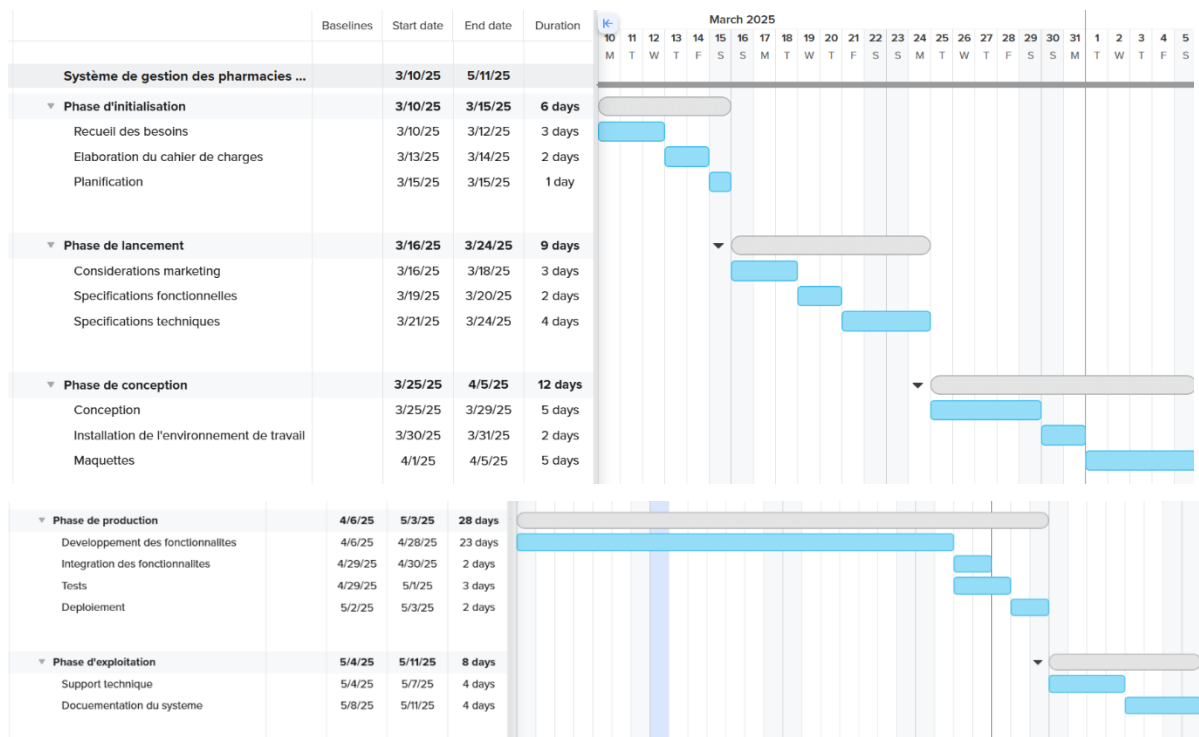 March 2025
Baselines Start date End date Duration
10 11 12 13 14 15 16 17 18 19 20 21 22 23 24 25 26 27 28 29 30 31 1 2 3 4 5
M T W T F S S M T W T F S S M T W T F S S M T W T F S
Système de gestion des pharmacies ... 3/10/25 5/11/25
Phase d'initialisation 3/10/25 3/15/25 6 days
Recueil des besoins 3/10/25 3/12/25 3 days
Elaboration du cahier de charges 3/13/25 3/14/25 2 days
Planification 3/15/25 3/15/25 1 day
Phase de lancement 3/16/25 3/24/25 9 days
Considerations marketing 3/16/25 3/18/25 3 days
Specifications fonctionnelles 3/19/25 3/20/25 2 days
Specifications techniques 3/21/25 3/24/25 4 days
Phase de conception 3/25/25 4/5/25 12 days
Conception 3/25/25 3/29/25 5 days
Installation de l'environnement de travail 3/30/25 3/31/25 2 days
Maquettes 4/1/25 4/5/25 5 days
Phase de production 4/6/25 5/3/25 28 days
Developpement des fonctionnalites 4/6/25 4/28/25 23 days
Integration des fonctionnalites 4/29/25 4/30/25 2 days
Tests 4/29/25 5/1/25 3 days
Deploiement 5/2/25 5/3/25 2 days
Phase d'exploitation 5/4/25 5/11/25 8 days
Support technique 5/4/25 5/7/25 4 days
Docuementation du systeme 5/8/25 5/11/25 4 days